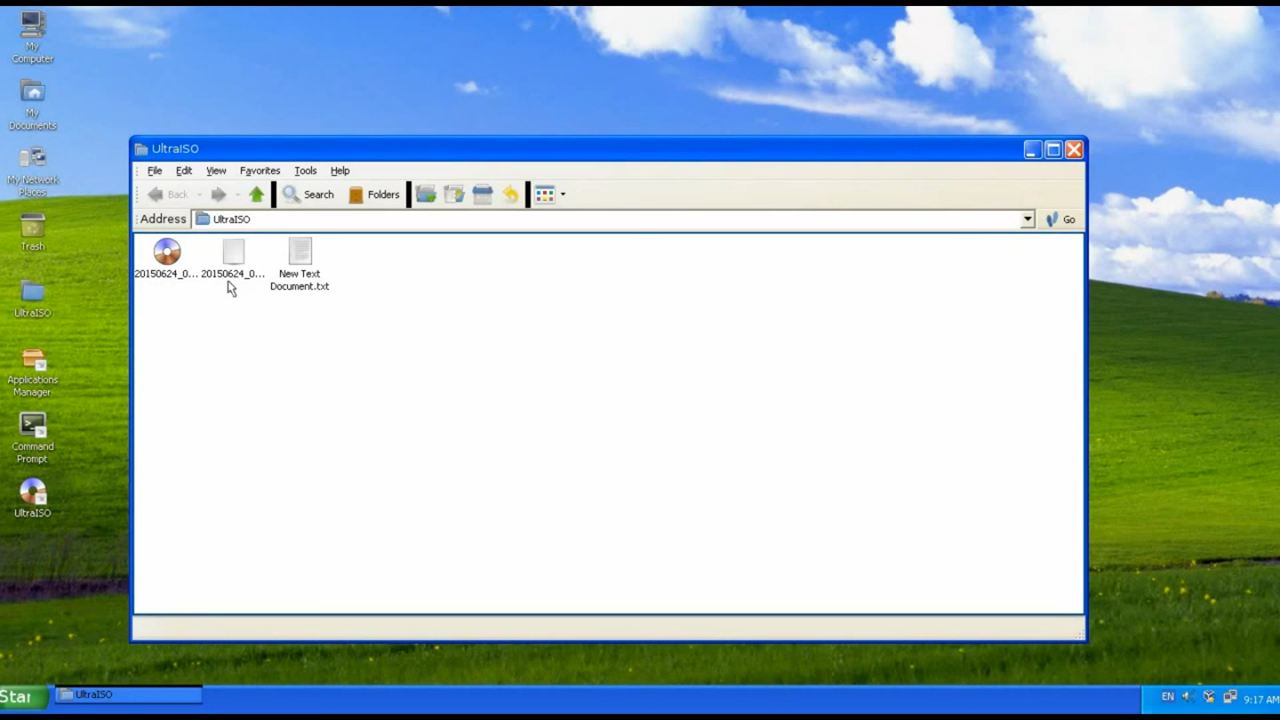 My
Computer
My
Documents
My Network
Places
Trash
UltraISO
Applications
Manager
Command
Prompt
UltraISO
UltraISO
File Edit View Favorites Tools Help
Back Search Folders
Address UltraISO Go
20150624_0... 20150624_0... New Text
Document.txt
Star UltraISO EN 9:17 AM